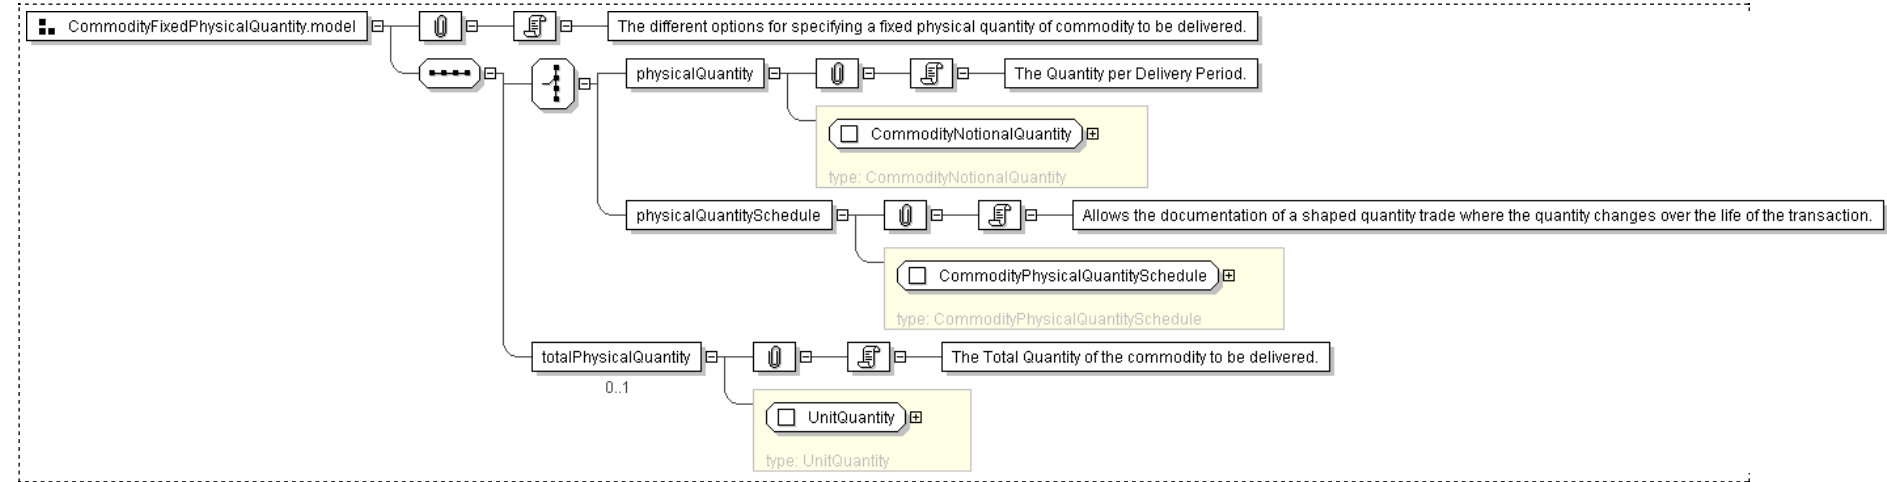 CommodityFixedPhysicalQuantity.model
The different options for specifying a fixed physical quantity of commodity to be delivered.
physicalQuantity
The Quantity per Delivery Period.
CommodityNotionalQuantity
type: CommodityNotionalQuantity
physicalQuantitySchedule
Allows the documentation of a shaped quantity trade where the quantity changes over the life of the transaction.
CommodityPhysicalQuantitySchedule
type: CommodityPhysicalQuantitySchedule
totalPhysicalQuantity
The Total Quantity of the commodity to be delivered.
0..1
UnitQuantity
type: UnitQuantity